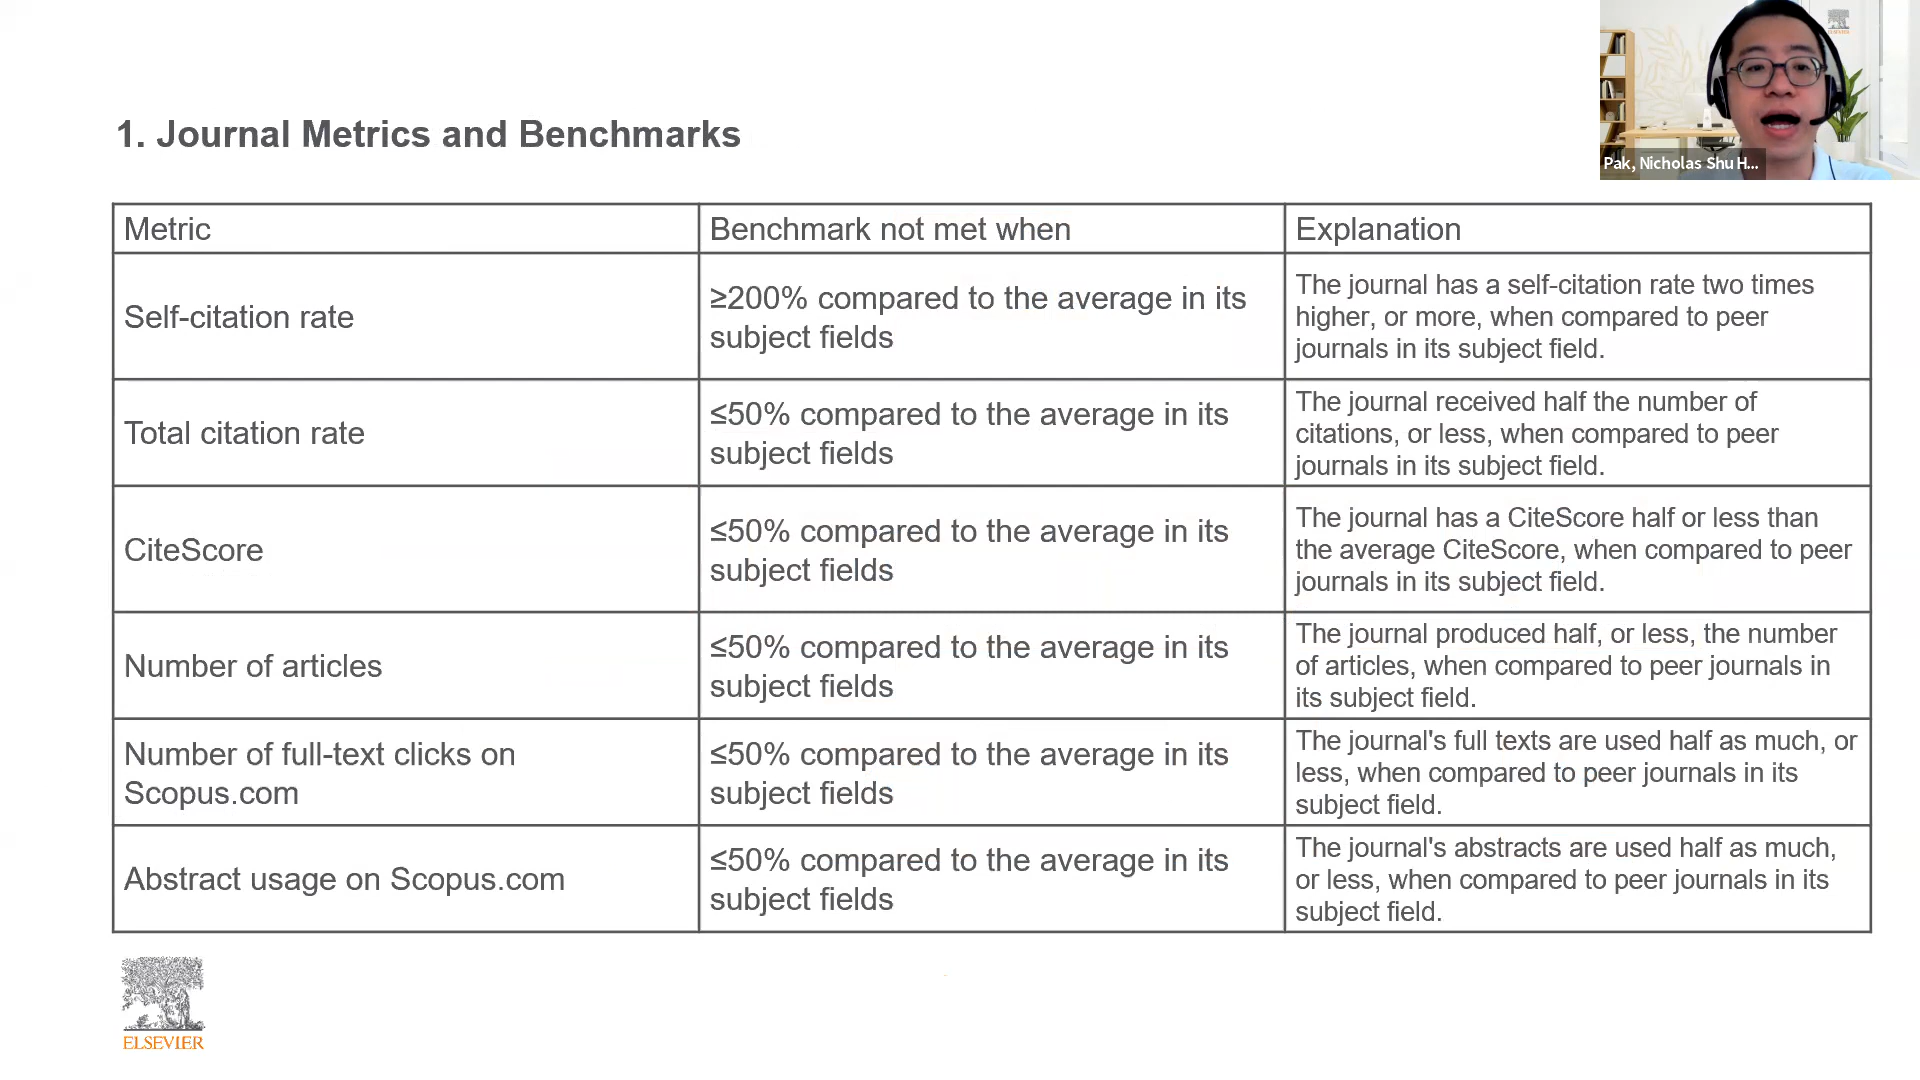 1. Journal Metrics and Benchmarks
ELSEVIER
Pak, Nicholas Shu H...
Metric
Benchmark not met when
Explanation
Self-citation rate
≥200% compared to the average in its
subject fields
The journal has a self-citation rate two times
higher, or more, when compared to peer
journals in its subject field.
Total citation rate
≤50% compared to the average in its
subject fields
The journal received half the number of
citations, or less, when compared to peer
journals in its subject field.
CiteScore
≤50% compared to the average in its
subject fields
The journal has a CiteScore half or less than
the average CiteScore, when compared to peer
journals in its subject field.
Number of articles
≤50% compared to the average in its
subject fields
The journal produced half, or less, the number
of articles, when compared to peer journals in
its subject field.
Number of full-text clicks on
Scopus.com
≤50% compared to the average in its
subject fields
The journal's full texts are used half as much, or
less, when compared to peer journals in its
subject field.
Abstract usage on Scopus.com
≤50% compared to the average in its
subject fields
The journal's abstracts are used half as much,
or less, when compared to peer journals in its
subject field.
ELSEVIER